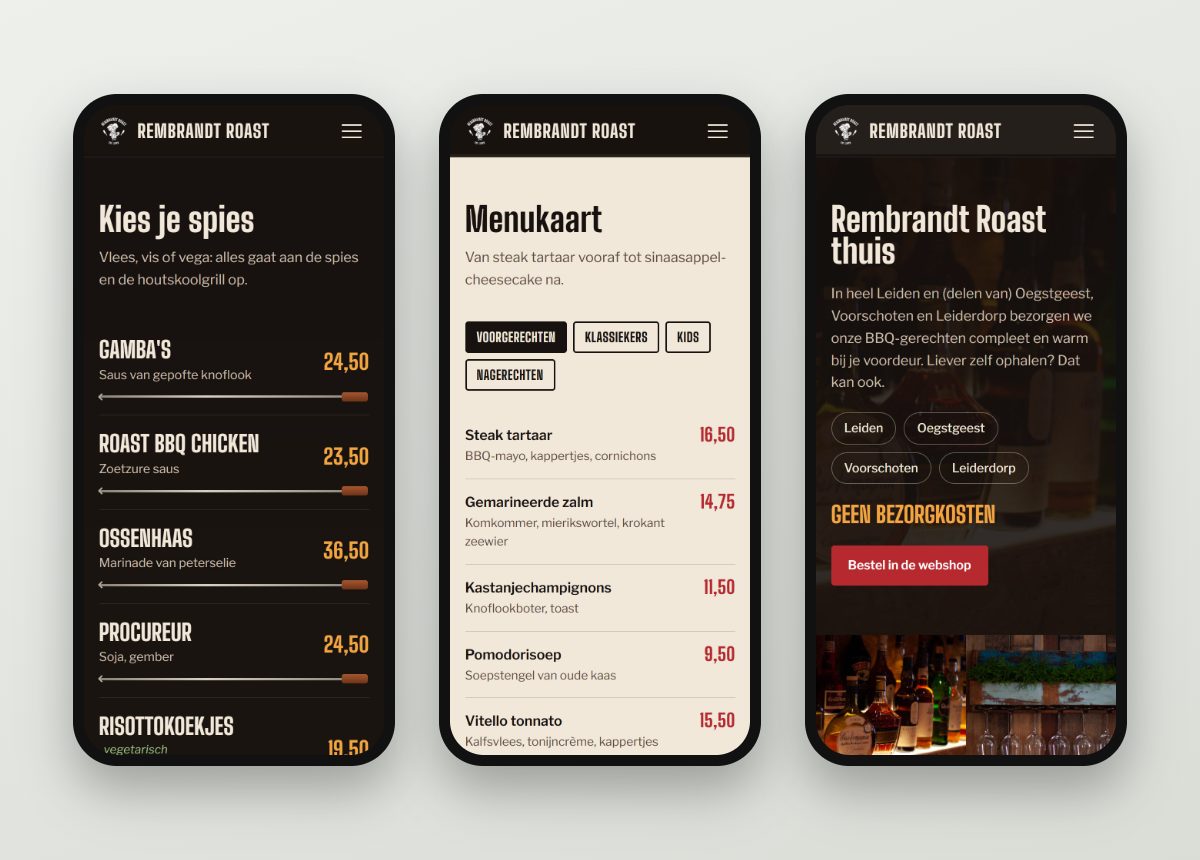 REMBRANDT ROAST
Kies je spies
Vlees, vis of vega: alles gaat aan de spies
en de houtskoolgrill op.
GAMBA'S
24,50
Saus van gepofte knoflook
ROAST BBQ CHICKEN
23,50
Zoetzure saus
OSSENHAAS
36,50
Marinade van peterselie
PROCUREUR
24,50
Soja, gember
RISOTTOKOEKJES
19,50
vegetarisch
REMBRANDT ROAST
Menukaart
Van steak tartaar vooraf tot sinaasappel-
cheesecake na.
VOORGERECHTEN
KLASSIEKERS
KIDS
NAGERECHTEN
Steak tartaar
16,50
BBQ-mayo, kappertjes, cornichons
Gemarineerde zalm
14,75
Komkommer, mierikswortel, krokant
zeewier
Kastanjechampignons
11,50
Knoflookboter, toast
Pomodorisoep
9,50
Soepstengel van oude kaas
Vitello tonnato
15,50
Kalfsvlees, tonijncrème, kappertjes
REMBRANDT ROAST
Rembrandt Roast
thuis
In heel Leiden en (delen van) Oegstgeest,
Voorschoten en Leiderdorp bezorgen we
onze BBQ-gerechten compleet en warm
bij je voordeur. Liever zelf ophalen? Dat
kan ook.
Leiden
Oegstgeest
Voorschoten
Leiderdorp
GEEN BEZORGKOSTEN
Bestel in de webshop